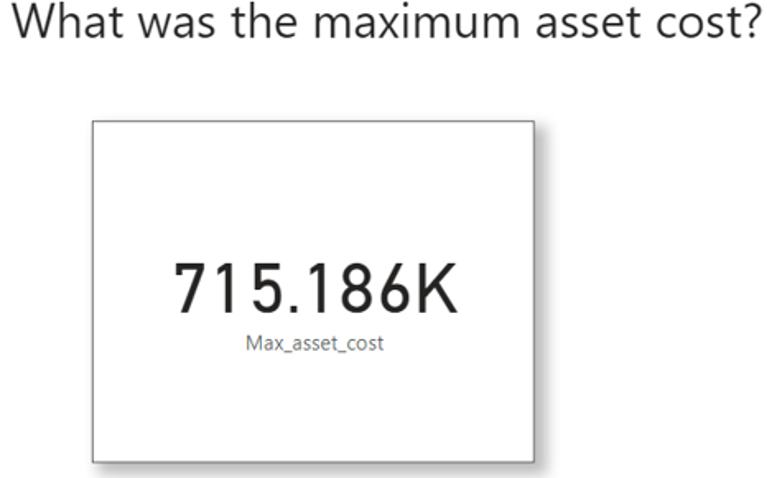 What was the maximum asset cost?
715.186K
Max_asset_cost